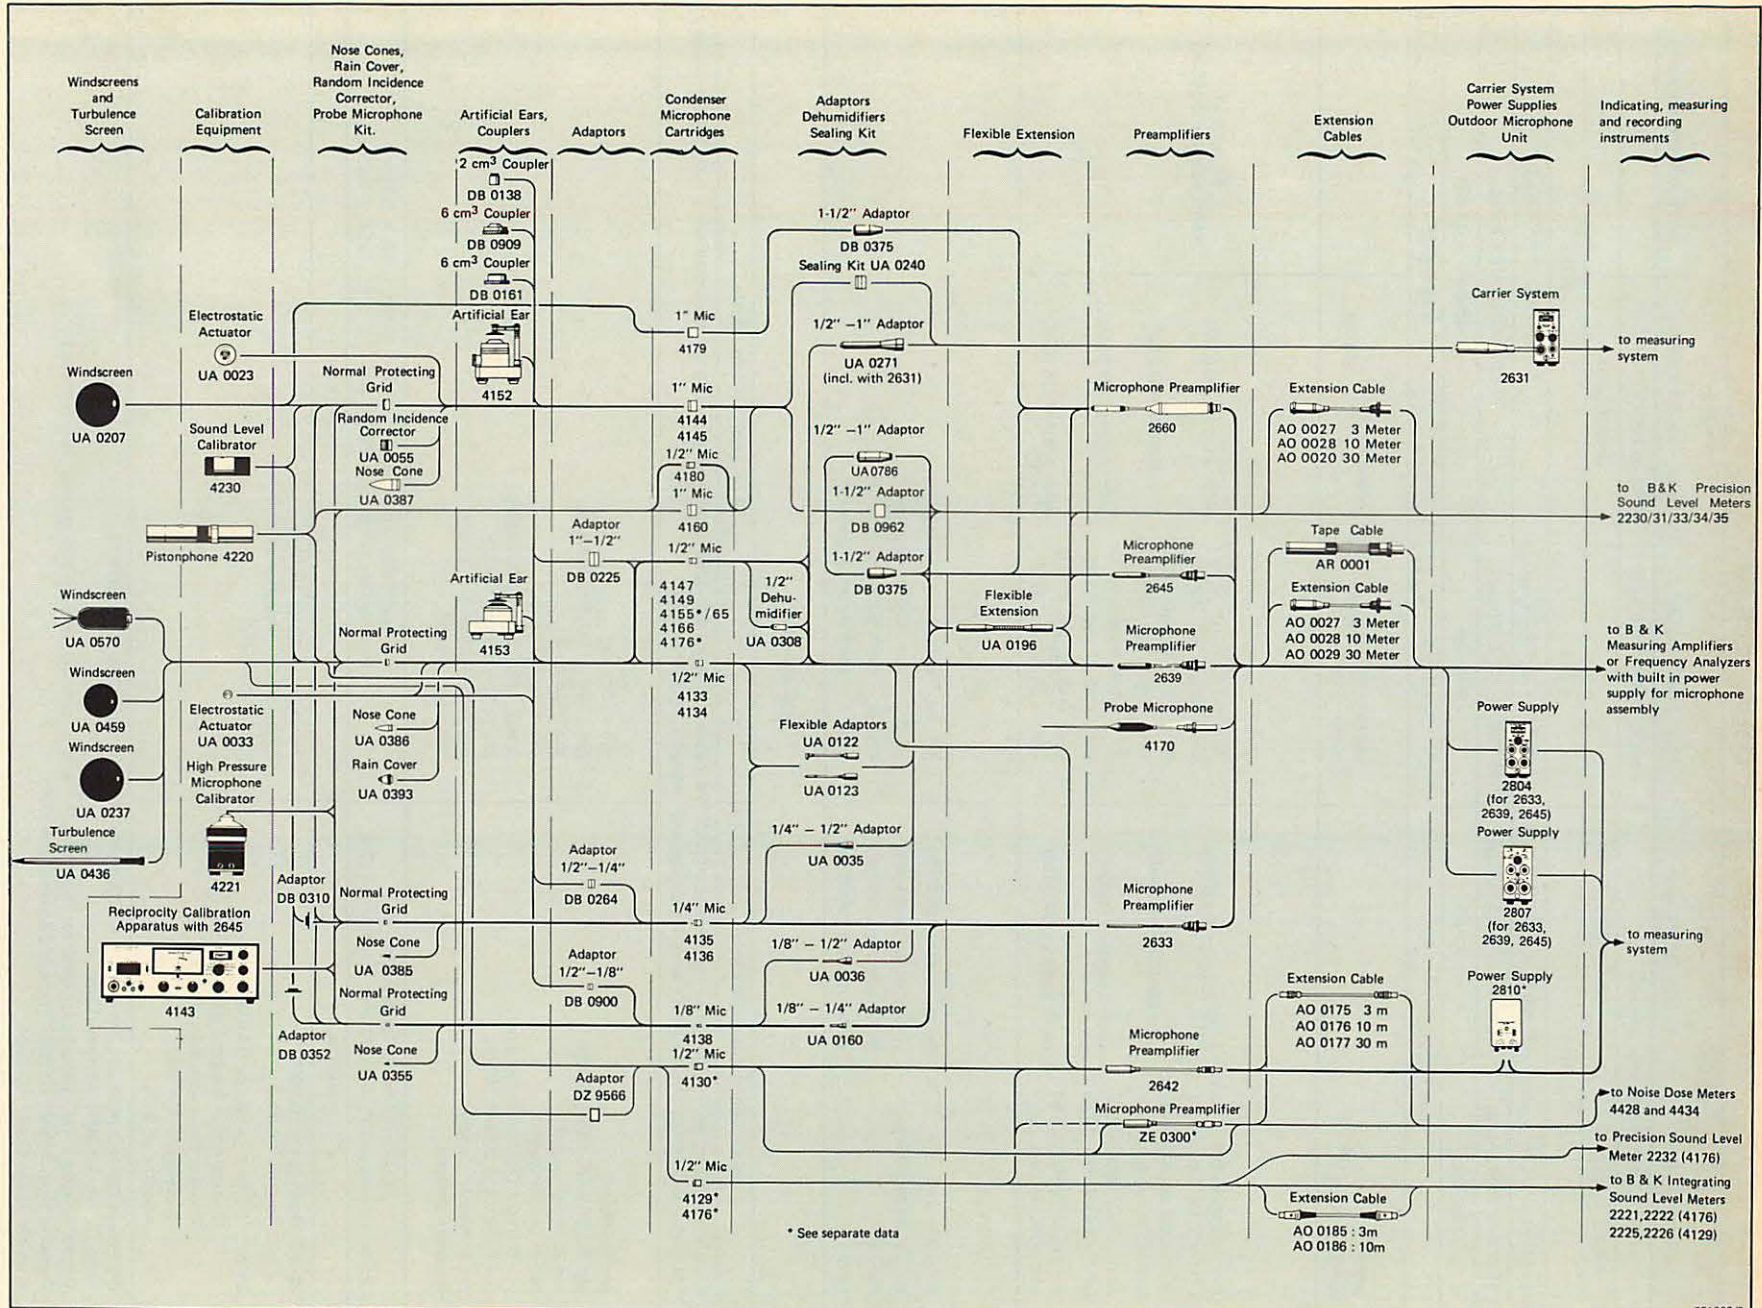 Windscreens
and
Turbulence
Screen
Calibration
Equipment
Nose Cones,
Rain Cover,
Random Incidence
Corrector,
Probe Microphone
Kit.
Artificial Ears,
Couplers
Adaptors
Condenser
Microphone
Cartridges
Adaptors
Dehumidifiers
Sealing Kit
Flexible Extension
Preamplifiers
Extension
Cables
Carrier System
Power Supplies
Outdoor Microphone
Unit
Indicating, measuring
and recording
instruments
Windscreen
UA 0207
Windscreen
UA 0570
Windscreen
UA 0459
Windscreen
UA 0237
Turbulence
Screen
UA 0436
Electrostatic
Actuator
UA 0023
Sound Level
Calibrator
4230
Pistonphone 4220
Electrostatic
Actuator
UA 0033
High Pressure
Microphone
Calibrator
4221
Reciprocity Calibration
Apparatus with 2645
4143
Normal Protecting
Grid
Random Incidence
Corrector
UA 0055
Nose Cone
UA 0387
Normal Protecting
Grid
Nose Cone
UA 0386
Rain Cover
UA 0393
Adaptor
DB 0310
Normal Protecting
Grid
Nose Cone
UA 0385
Normal Protecting
Grid
Adaptor
DB 0352
Nose Cone
UA 0355
2 cm³ Coupler
DB 0138
6 cm³ Coupler
DB 0909
6 cm³ Coupler
DB 0161
Artificial Ear
4152
Artificial Ear
4153
Adaptor
1"–1/2"
DB 0225
Adaptor
1/2"–1/4"
DB 0264
Adaptor
1/2"–1/8"
DB 0900
Adaptor
DZ 9566
1" Mic
4179
1" Mic
4144
4145
1/2" Mic
4180
1" Mic
4160
1/2" Mic
4147
4149
4155*/65
4166
4176*
1/2" Mic
4133
4134
1/4" Mic
4135
4136
1/8" Mic
4138
1/2" Mic
4130*
1/2" Mic
4129*
4176*
1-1/2" Adaptor
DB 0375
Sealing Kit UA 0240
1/2" –1" Adaptor
UA 0271
(incl. with 2631)
1/2" –1" Adaptor
UA0786
1-1/2" Adaptor
DB 0962
1-1/2" Adaptor
DB 0375
1/2"
Dehu-
midifier
UA 0308
Flexible Adaptors
UA 0122
UA 0123
1/4" – 1/2" Adaptor
UA 0035
1/8" – 1/2" Adaptor
UA 0036
1/8" – 1/4" Adaptor
UA 0160
* See separate data
Flexible
Extension
UA 0196
Microphone Preamplifier
2660
Microphone
Preamplifier
2645
Microphone
Preamplifier
2639
Probe Microphone
4170
Microphone
Preamplifier
2633
Microphone
Preamplifier
2642
Microphone Preamplifier
ZE 0300*
Extension Cable
AO 0027 3 Meter
AO 0028 10 Meter
AO 0020 30 Meter
Tape Cable
AR 0001
Extension Cable
AO 0027 3 Meter
AO 0028 10 Meter
AO 0029 30 Meter
Extension Cable
AO 0175 3 m
AO 0176 10 m
AO 0177 30 m
Extension Cable
AO 0185 : 3m
AO 0186 : 10m
Carrier System
2631
Power Supply
2804
(for 2633,
2639, 2645)
Power Supply
2807
(for 2633,
2639, 2645)
Power Supply
2810*
to measuring
system
to B&K Precision
Sound Level Meters
2230/31/33/34/35
to B & K
Measuring Amplifiers
or Frequency Analyzers
with built in power
supply for microphone
assembly
to measuring
system
to Noise Dose Meters
4428 and 4434
to Precision Sound Level
Meter 2232 (4176)
to B & K Integrating
Sound Level Meters
2221,2222 (4176)
2225,2226 (4129)